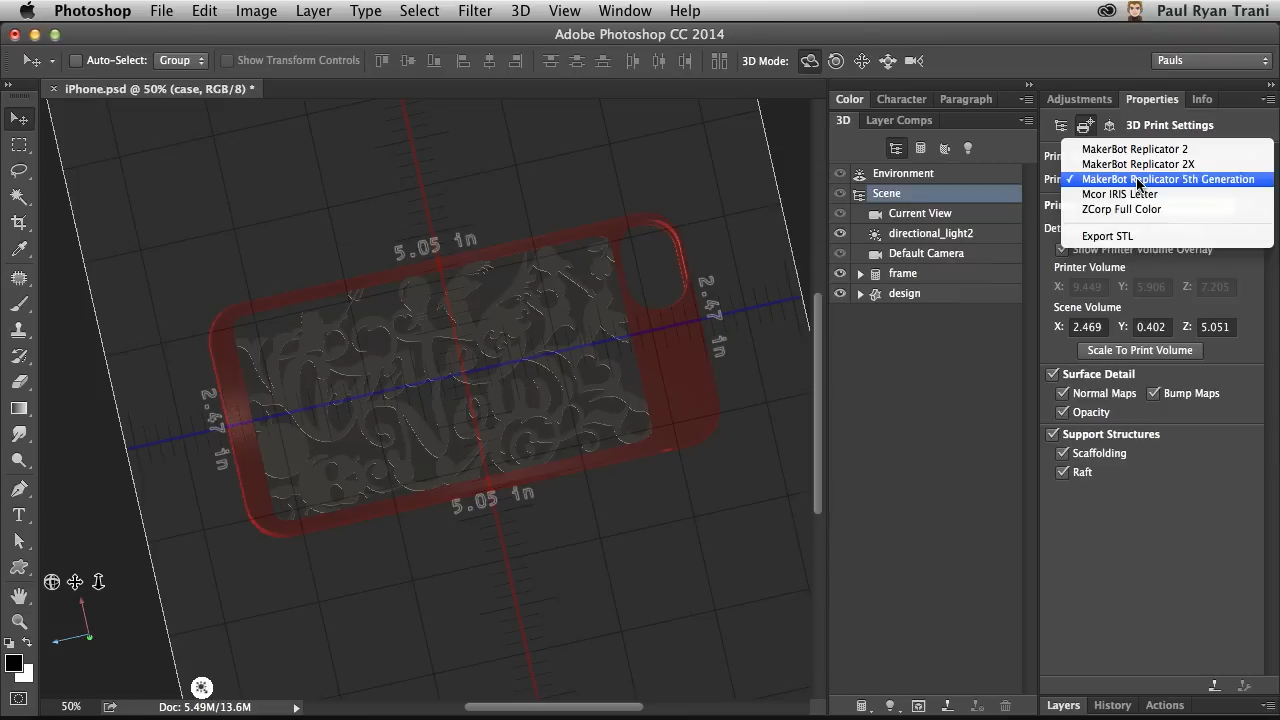 Photoshop File Edit Image Layer Type Select Filter 3D View Window Help Paul Ryan Trani
Adobe Photoshop CC 2014
Auto-Select: Group Show Transform Controls 3D Mode: Pauls
iPhone.psd @ 50% (case, RGB/8) *
Color Character Paragraph
3D Layer Comps
Environment
Scene
Current View
directional_light2
Default Camera
frame
design
Adjustments Properties Info
3D Print Settings
MakerBot Replicator 2
MakerBot Replicator 2X
MakerBot Replicator 5th Generation
Mcor IRIS Letter
ZCorp Full Color
Export STL
Show Printer Volume Overlay
Printer Volume
X: 9.449 Y: 5.906 Z: 7.205
Scene Volume
X: 2.469 Y: 0.402 Z: 5.051
Scale To Print Volume
Surface Detail
Normal Maps Bump Maps
Opacity
Support Structures
Scaffolding
Raft
5.05 in
2.47 in
2.47 in
5.05 in
50% Doc: 5.49M/13.6M
Layers History Actions